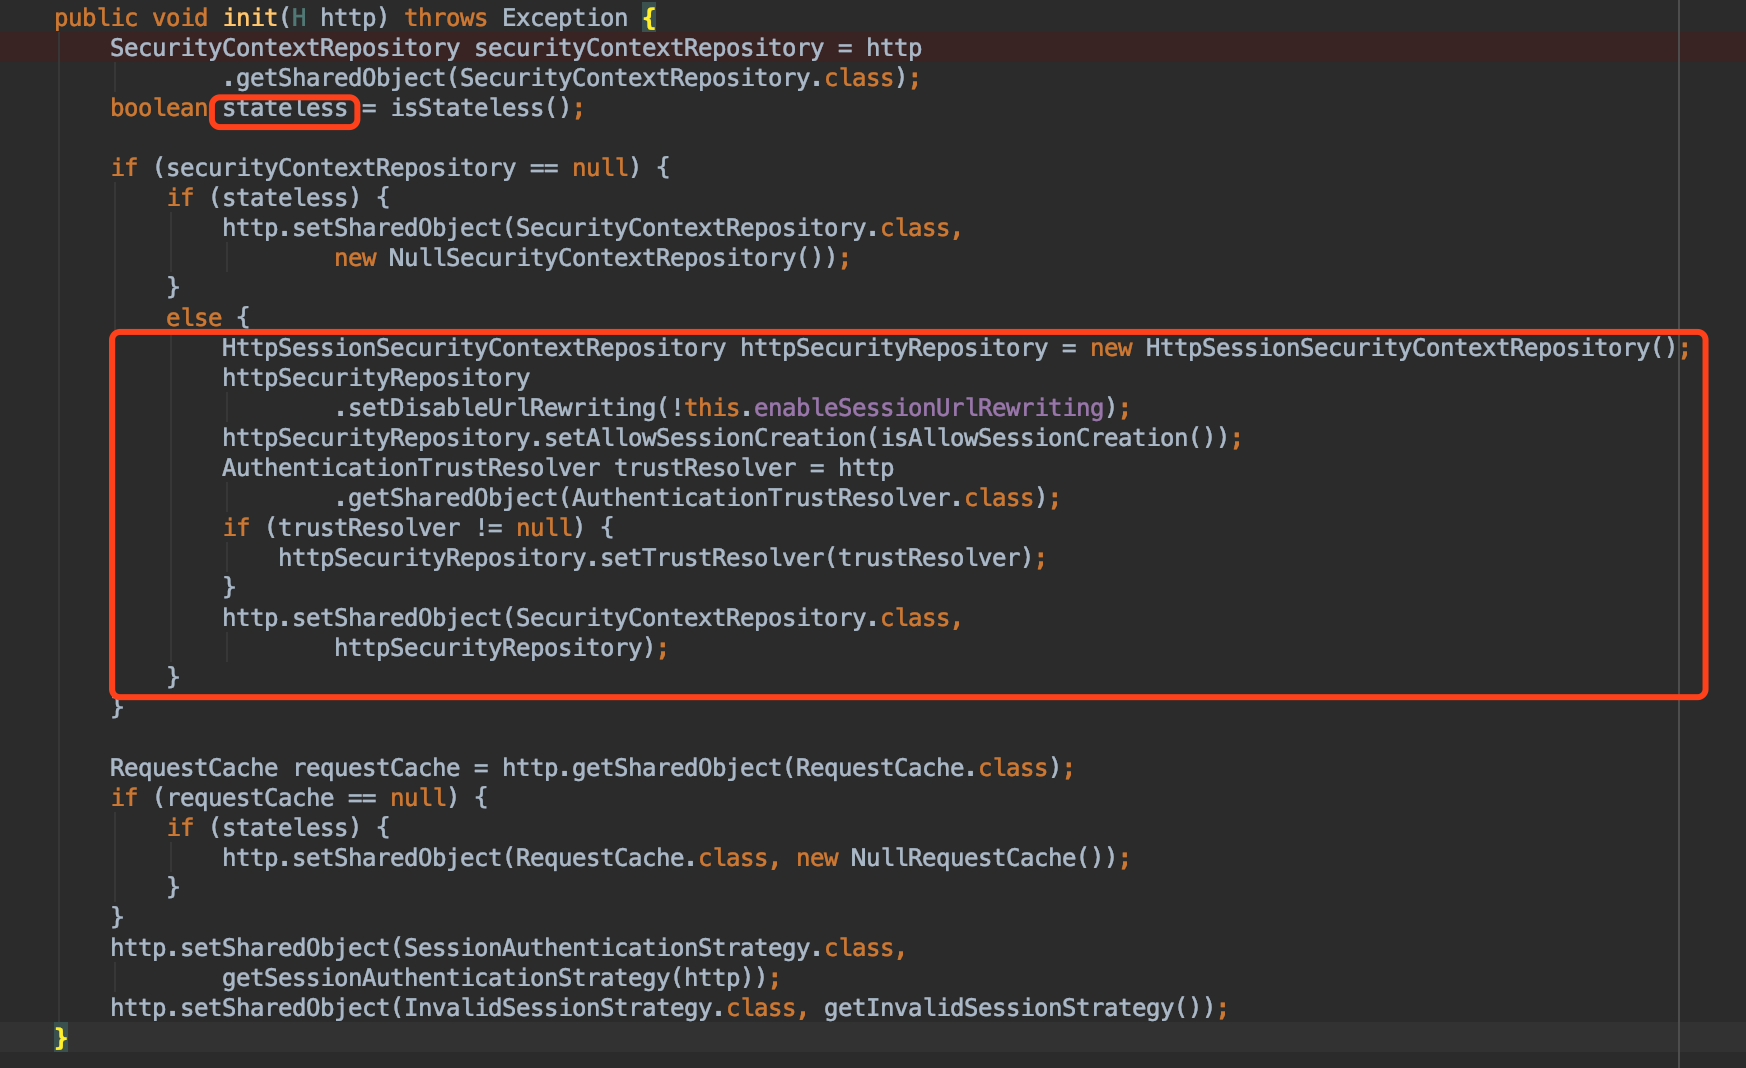 public void init(H http) throws Exception {
    SecurityContextRepository securityContextRepository = http
            .getSharedObject(SecurityContextRepository.class);
    boolean stateless = isStateless();

    if (securityContextRepository == null) {
        if (stateless) {
            http.setSharedObject(SecurityContextRepository.class,
                    new NullSecurityContextRepository());
        }
        else {
            HttpSessionSecurityContextRepository httpSecurityRepository = new HttpSessionSecurityContextRepository();
            httpSecurityRepository
                    .setDisableUrlRewriting(!this.enableSessionUrlRewriting);
            httpSecurityRepository.setAllowSessionCreation(isAllowSessionCreation());
            AuthenticationTrustResolver trustResolver = http
                    .getSharedObject(AuthenticationTrustResolver.class);
            if (trustResolver != null) {
                httpSecurityRepository.setTrustResolver(trustResolver);
            }
            http.setSharedObject(SecurityContextRepository.class,
                    httpSecurityRepository);
        }
    }

    RequestCache requestCache = http.getSharedObject(RequestCache.class);
    if (requestCache == null) {
        if (stateless) {
            http.setSharedObject(RequestCache.class, new NullRequestCache());
        }
    }
    http.setSharedObject(SessionAuthenticationStrategy.class,
            getSessionAuthenticationStrategy(http));
    http.setSharedObject(InvalidSessionStrategy.class, getInvalidSessionStrategy());
}